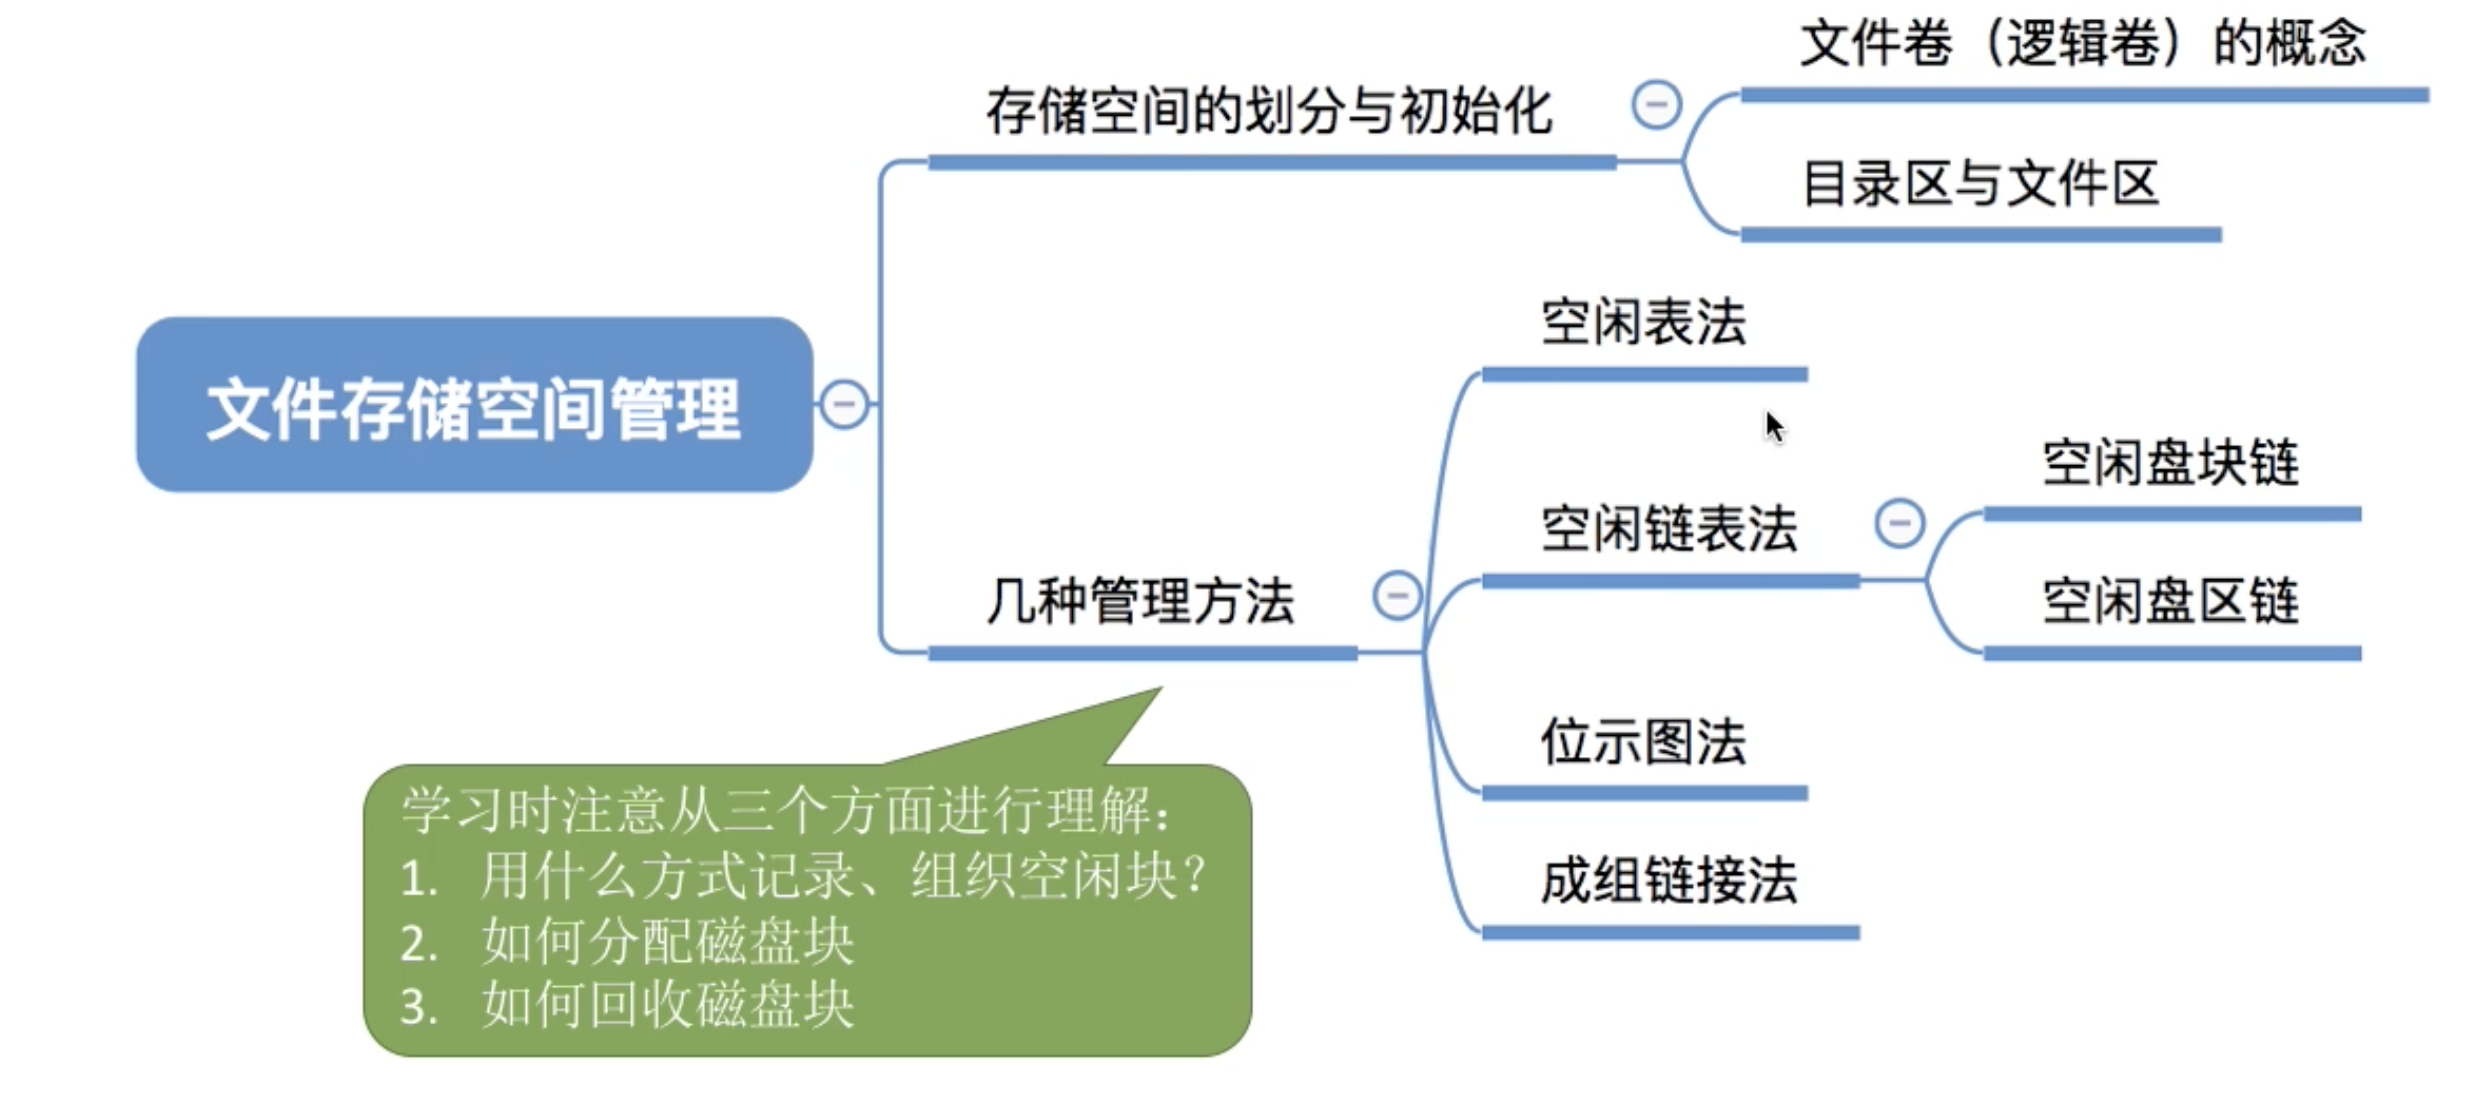 文件卷（逻辑卷）的概念
存储空间的划分与初始化
目录区与文件区
空闲表法
文件存储空间管理
空闲盘块链
空闲链表法
几种管理方法
空闲盘区链
位示图法
成组链接法
学习时注意从三个方面进行理解：
1. 用什么方式记录、组织空闲块？
2. 如何分配磁盘块
3. 如何回收磁盘块